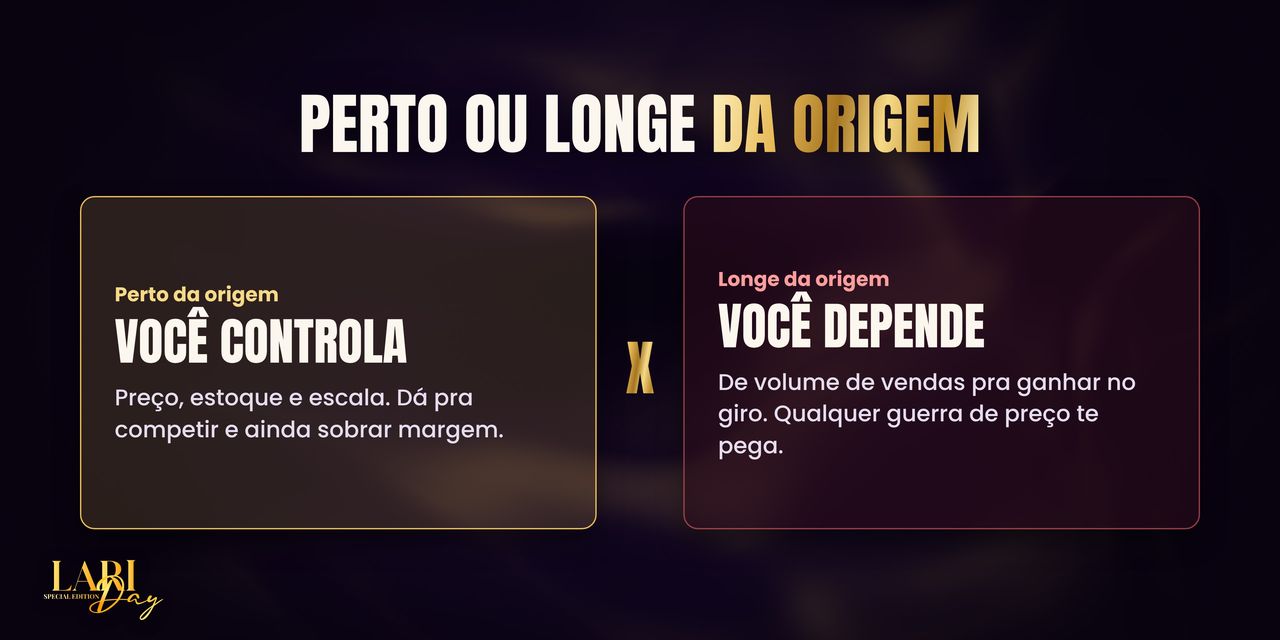 PERTO OU LONGE DA ORIGEM
Perto da origem
VOCÊ CONTROLA
Preço, estoque e escala. Dá pra
competir e ainda sobrar margem.
X
Longe da origem
VOCÊ DEPENDE
De volume de vendas pra ganhar no
giro. Qualquer guerra de preço te
pega.
LABI
SPECIAL EDITION Day